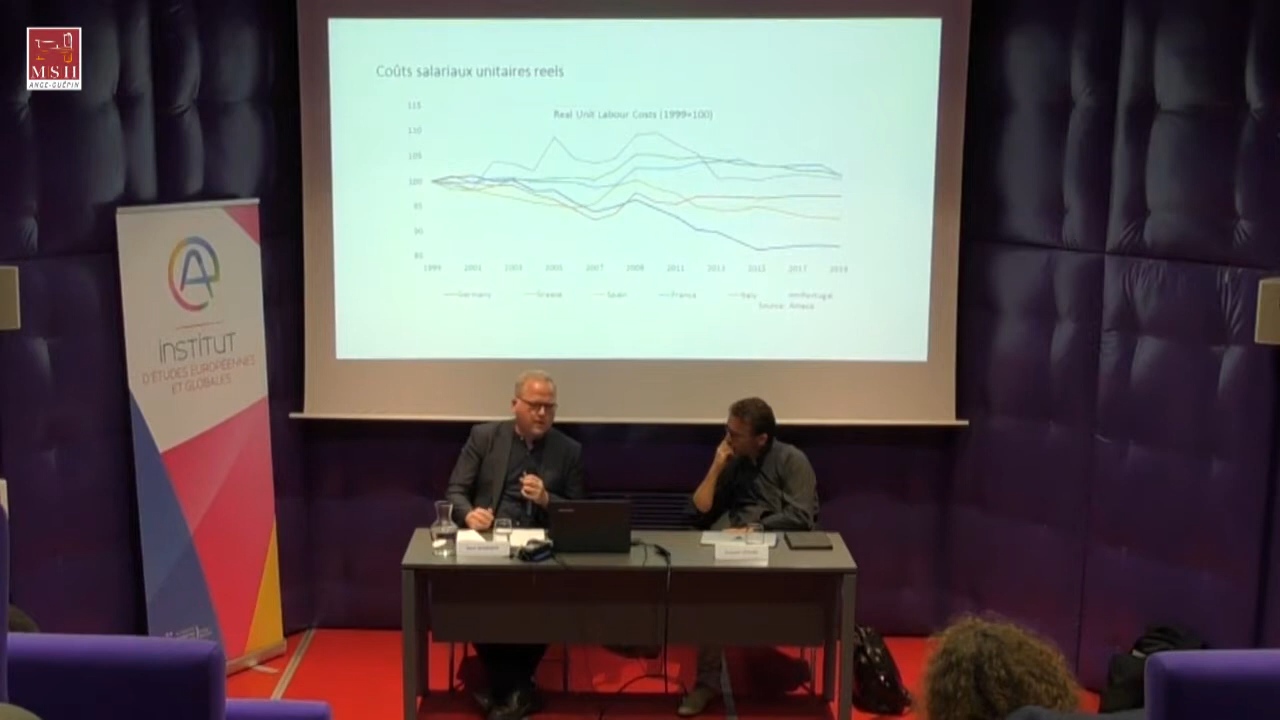 MSH
ANGE-GUÉPIN
Coûts salariaux unitaires reels
Real Unit Labour Costs (1999=100)
115
110
105
100
95
90
1999 2001 2003 2005 2007 2009 2011 2013 2015 2017 2019
Germany Greece Spain France Italy Portugal
Source: Ameco
A
INSTITUT
D'ÉTUDES EUROPÉENNES
ET GLOBALES